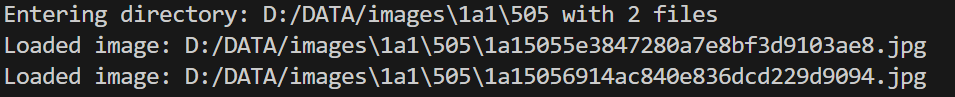 Entering directory: D:/DATA/images\1a1\505 with 2 files
Loaded image: D:/DATA/images\1a1\505\1a15055e3847280a7e8bf3d9103ae8.jpg
Loaded image: D:/DATA/images\1a1\505\1a15056914ac840e836dcd229d9094.jpg